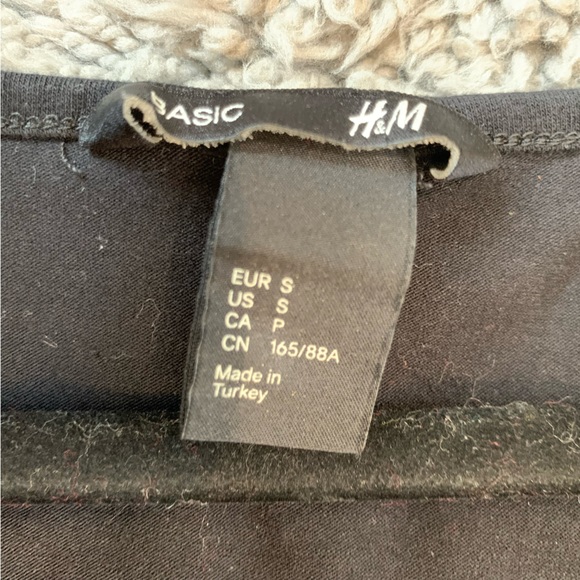 BASIC H&M
EUR S
US S
CA P
CN 165/88A
Made in
Turkey